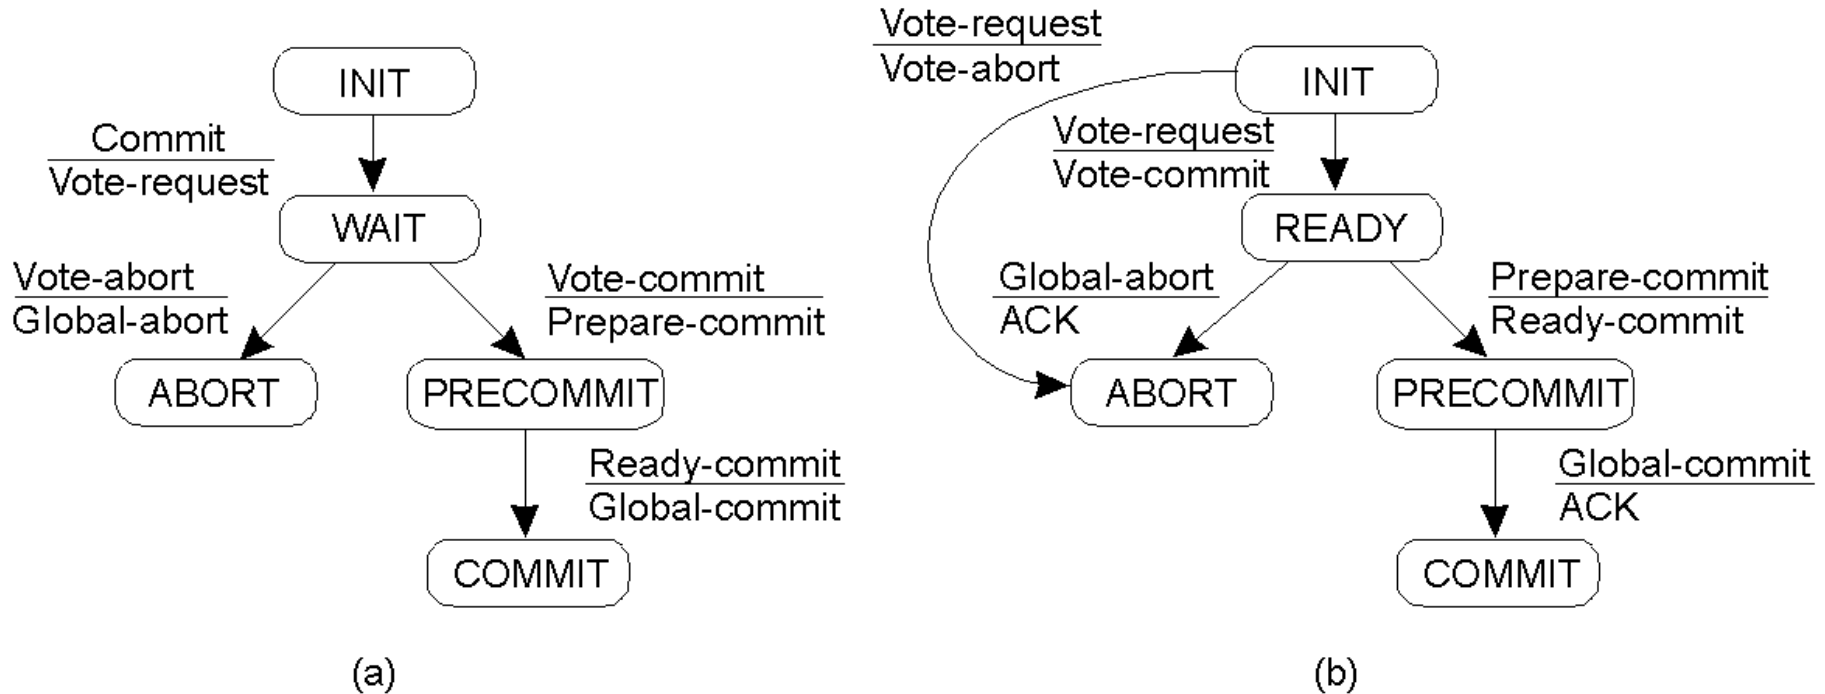 INIT
Commit
Vote-request
WAIT
Vote-abort
Global-abort
Vote-commit
Prepare-commit
ABORT
PRECOMMIT
Ready-commit
Global-commit
COMMIT
(a)
Vote-request
Vote-abort
INIT
Vote-request
Vote-commit
READY
Global-abort
ACK
Prepare-commit
Ready-commit
ABORT
PRECOMMIT
Global-commit
ACK
COMMIT
(b)